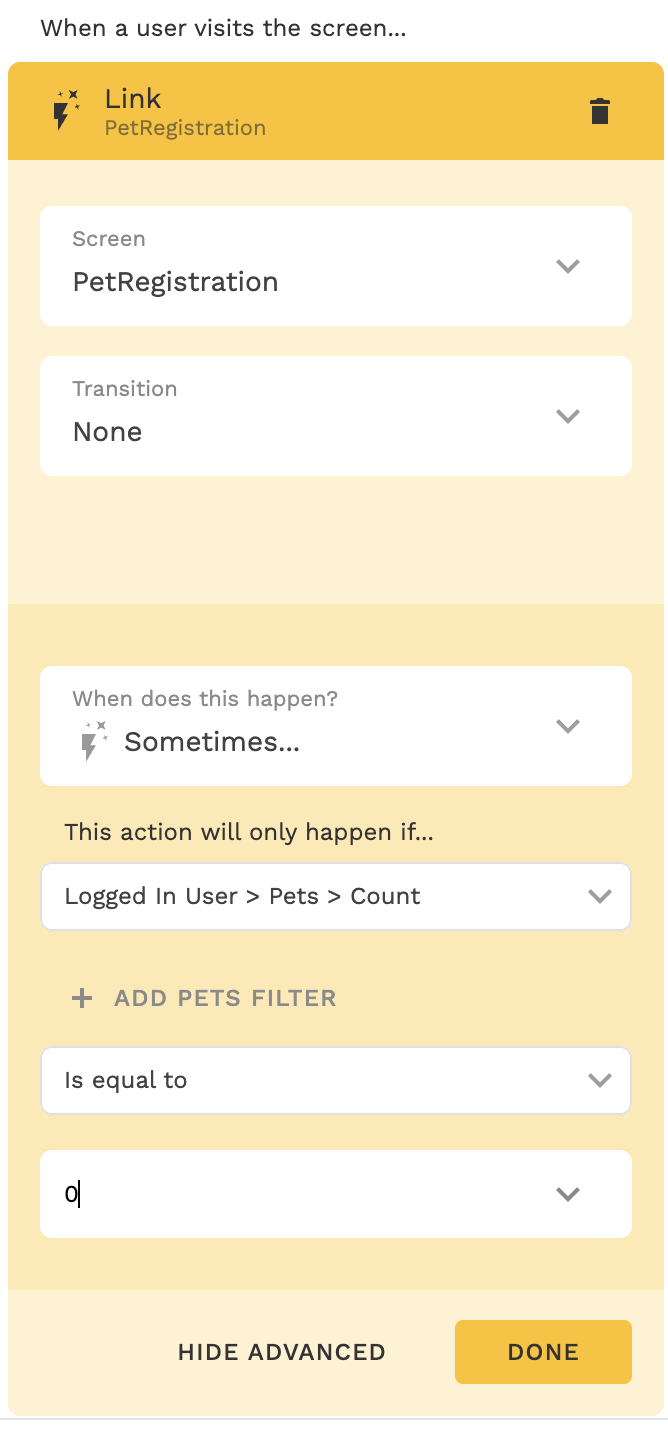 When a user visits the screen...
Link
PetRegistration
Screen
PetRegistration
Transition
None
When does this happen?
Sometimes...
This action will only happen if...
Logged In User > Pets > Count
+ ADD PETS FILTER
Is equal to
0
HIDE ADVANCED
DONE